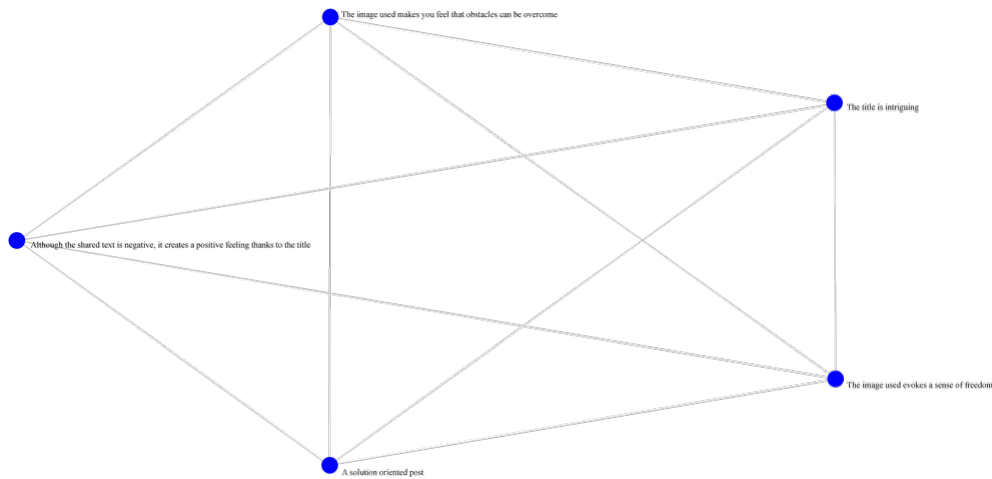 The image used makes you feel that obstacles can be overcome
The title is intriguing
Although the shared text is negative, it creates a positive feeling thanks to the title
The image used evokes a sense of freedom
A solution oriented post